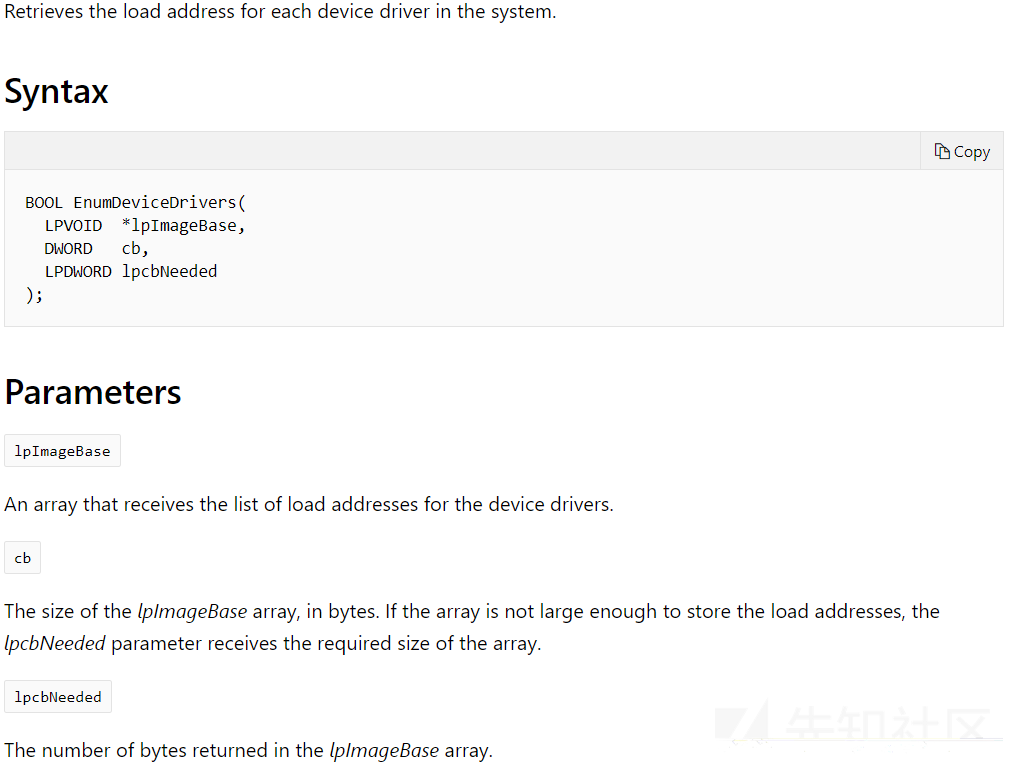 Retrieves the load address for each device driver in the system.
Syntax
Copy
BOOL EnumDeviceDrivers(
  LPVOID  *lpImageBase,
  DWORD   cb,
  LPDWORD lpcbNeeded
);
Parameters
lpImageBase
An array that receives the list of load addresses for the device drivers.
cb
The size of the lpImageBase array, in bytes. If the array is not large enough to store the load addresses, the
lpcbNeeded parameter receives the required size of the array.
lpcbNeeded
先知社区
The number of bytes returned in the lpImageBase array.